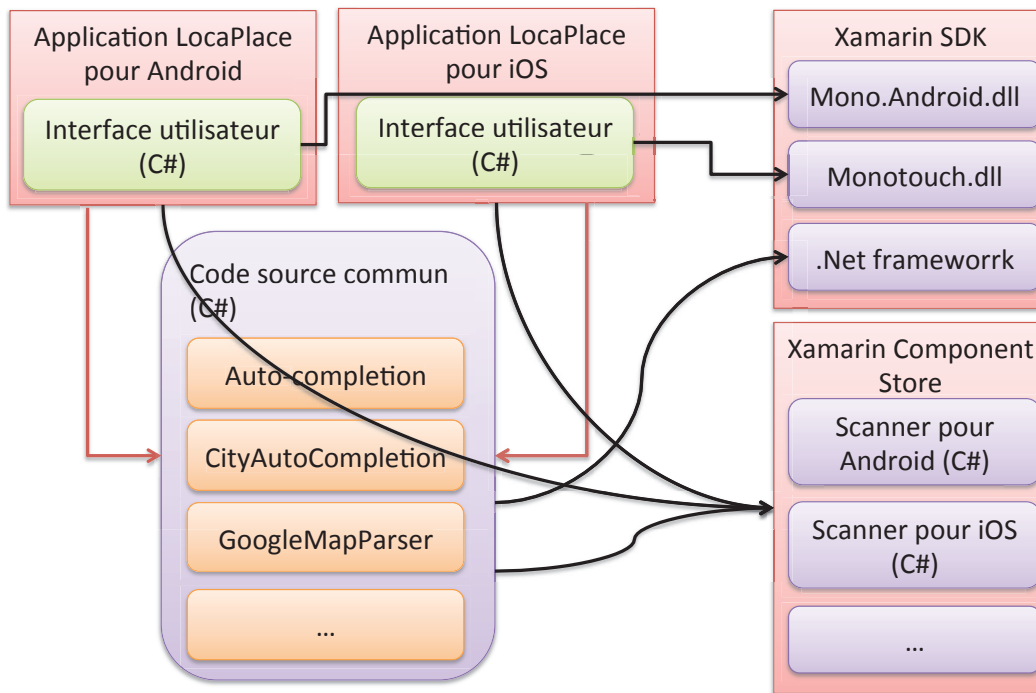 Application LocaPlace
pour Android
Interface utilisateur
(C#)
Application LocaPlace
pour iOS
Interface utilisateur
(C#)
Xamarin SDK
Mono.Android.dll
Monotouch.dll
.Net frameworrk
Code source commun
(C#)
Auto-completion
CityAutoCompletion
GoogleMapParser
...
Xamarin Component
Store
Scanner pour
Android (C#)
Scanner pour iOS
(C#)
...